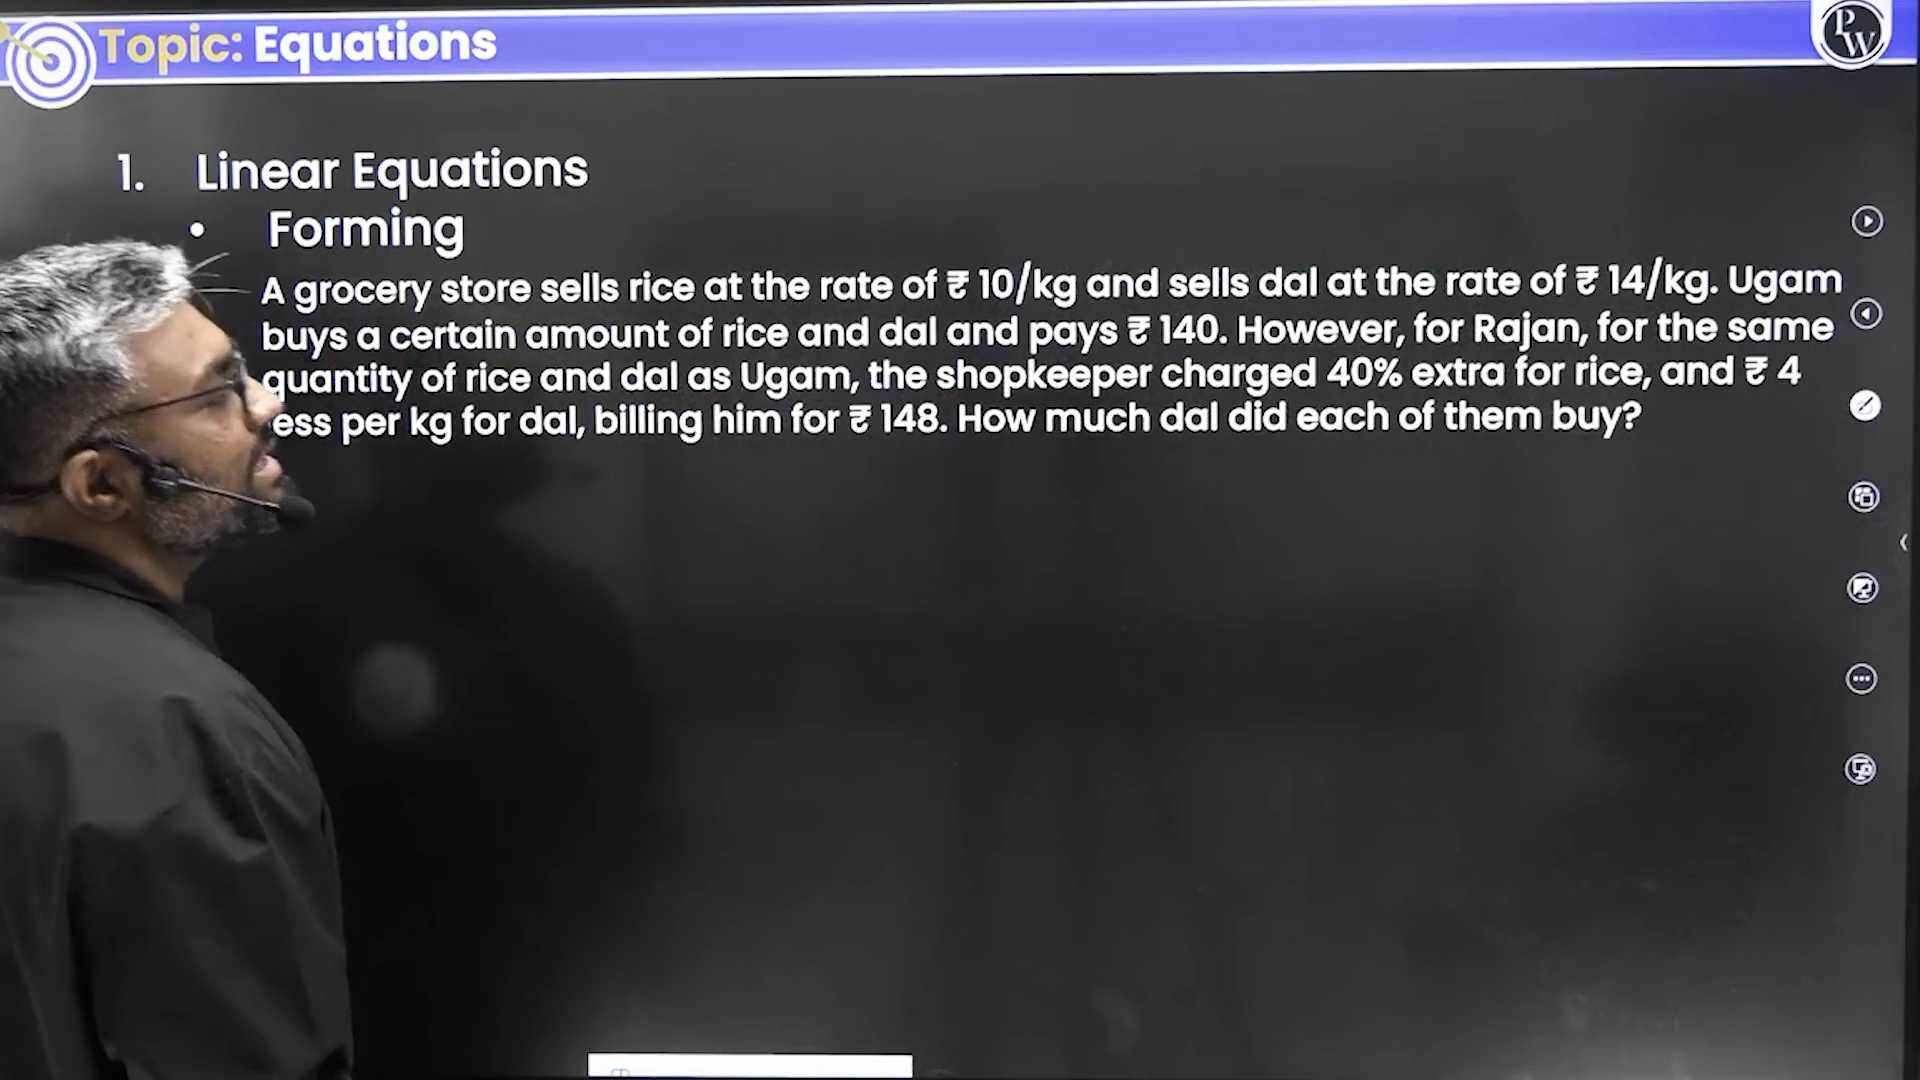 Topic: Equations
PW
1. Linear Equations
• Forming
A grocery store sells rice at the rate of ₹ 10/kg and sells dal at the rate of ₹ 14/kg. Ugam
buys a certain amount of rice and dal and pays ₹ 140. However, for Rajan, for the same
quantity of rice and dal as Ugam, the shopkeeper charged 40% extra for rice, and ₹ 4
ess per kg for dal, billing him for ₹ 148. How much dal did each of them buy?